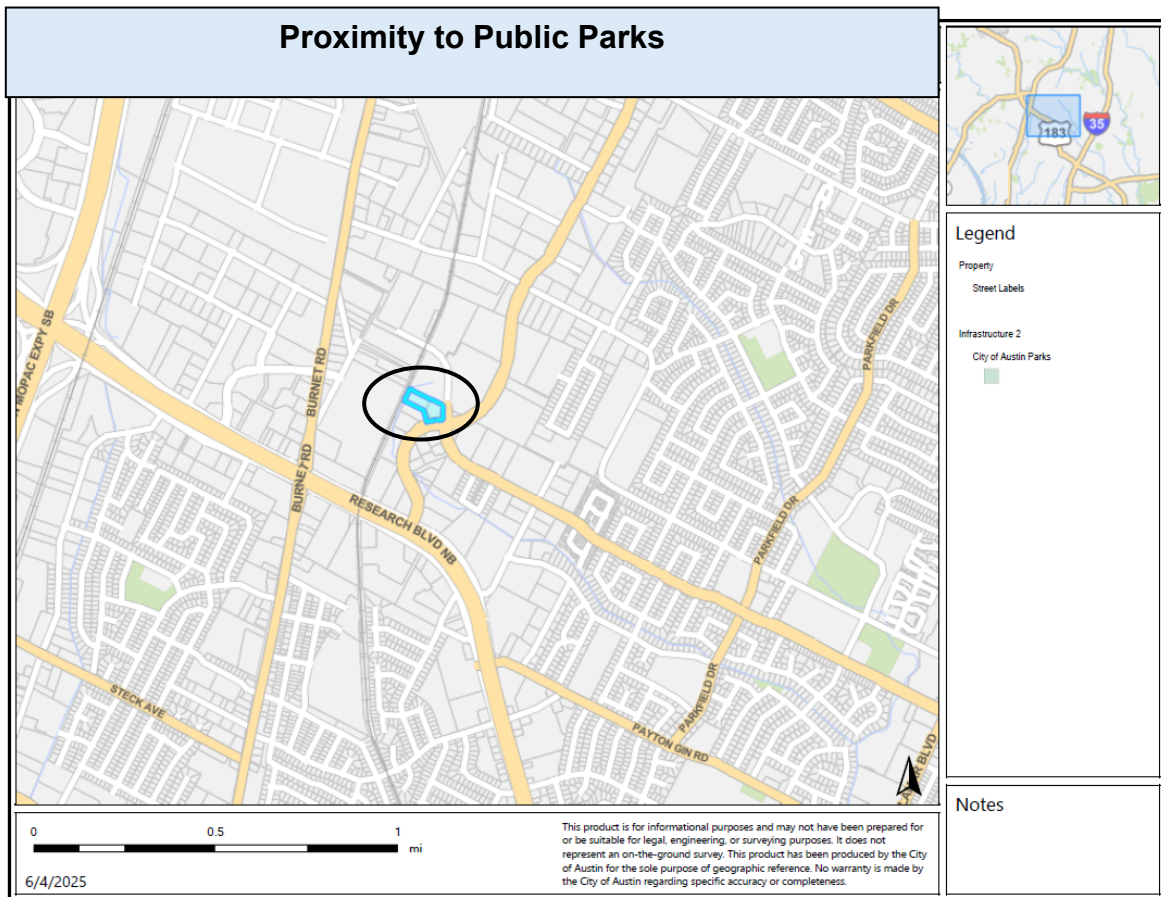 Proximity to Public Parks
183
35
Legend
Property
Street Labels
Infrastructure 2
City of Austin Parks
MOPAC EXPY SB
BURNET RD
BURNET RD
RESEARCH BLVD NB
PARKFIELD DR
PARKFIELD DR
PARKFIELD DR
STECK AVE
PAYTON GIN RD
BLVD
Notes
0 0.5 1
mi
6/4/2025
This product is for informational purposes and may not have been prepared for
or be suitable for legal, engineering, or surveying purposes. It does not
represent an on-the-ground survey. This product has been produced by the City
of Austin for the sole purpose of geographic reference. No warranty is made by
the City of Austin regarding specific accuracy or completeness.